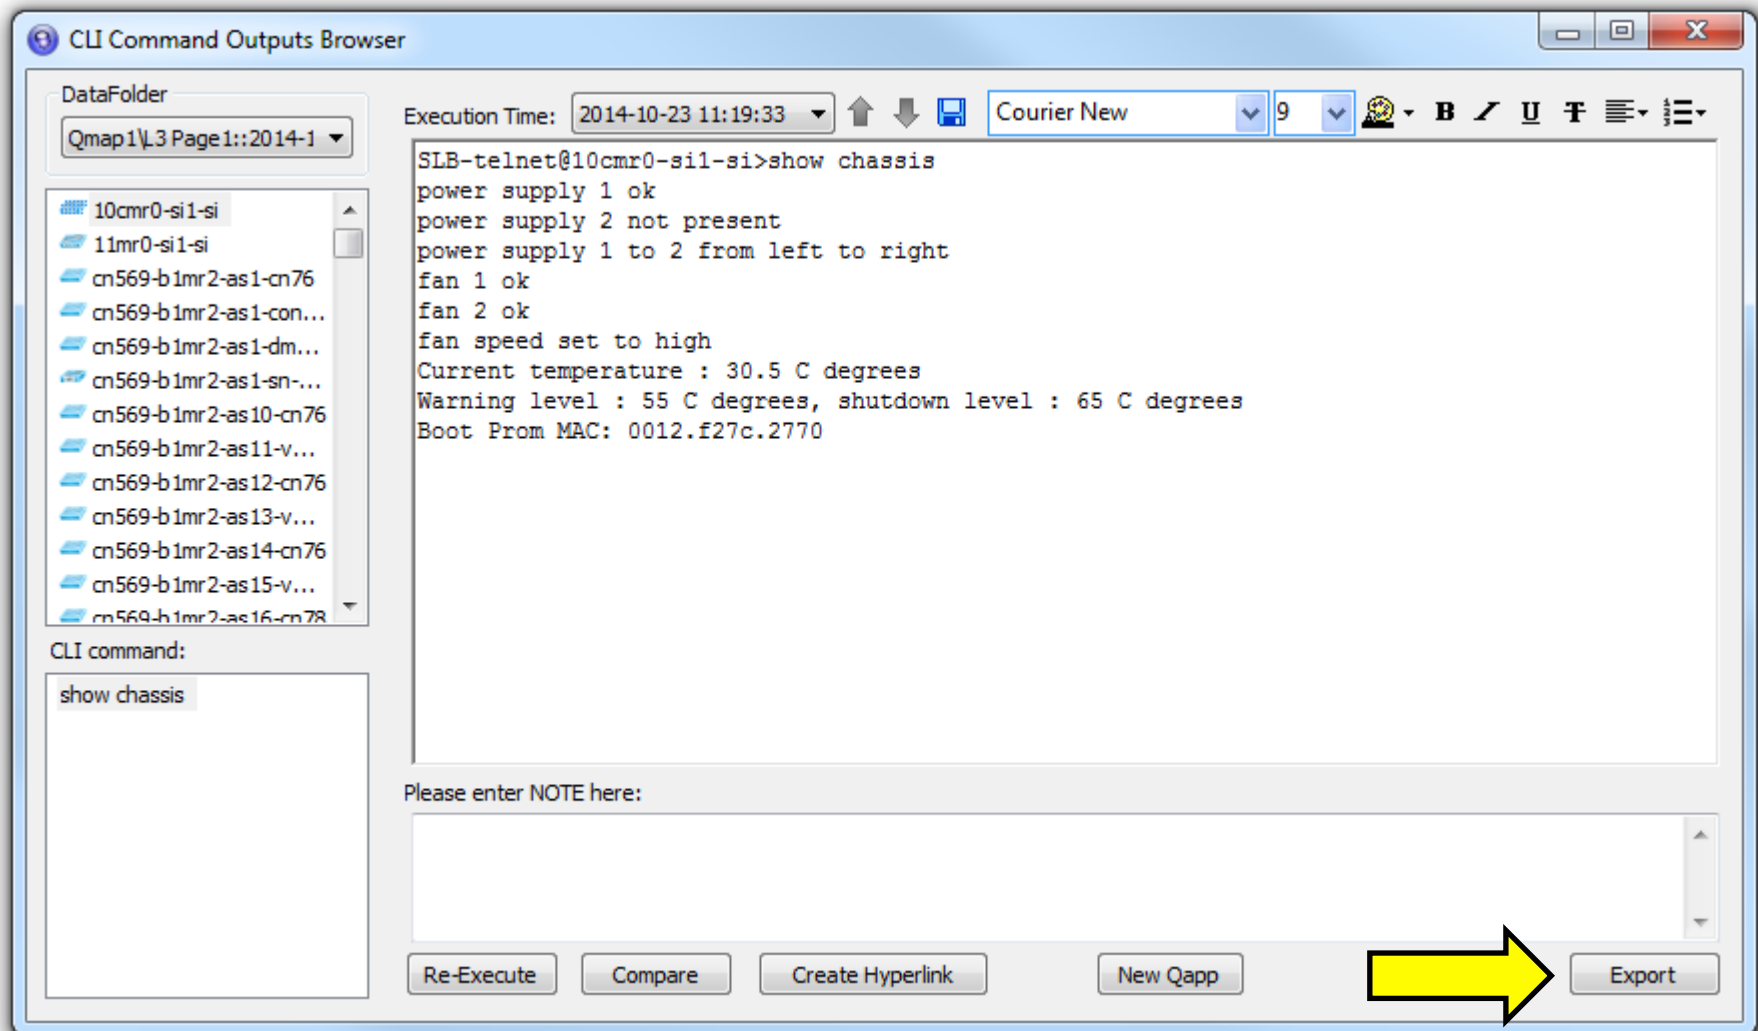 CLI Command Outputs Browser
DataFolder
Qmap1\L3 Page1::2014-1
10cmr0-si1-si
11mr0-si1-si
cn569-b1mr2-as1-cn76
cn569-b1mr2-as1-con...
cn569-b1mr2-as1-dm...
cn569-b1mr2-as1-sn-...
cn569-b1mr2-as10-cn76
cn569-b1mr2-as11-v...
cn569-b1mr2-as12-cn76
cn569-b1mr2-as13-v...
cn569-b1mr2-as14-cn76
cn569-b1mr2-as15-v...
cn569-b1mr2-as16-cn78
CLI command:
show chassis
Execution Time: 2014-10-23 11:19:33 Courier New 9 B I U T
SLB-telnet@10cmr0-si1-si>show chassis
power supply 1 ok
power supply 2 not present
power supply 1 to 2 from left to right
fan 1 ok
fan 2 ok
fan speed set to high
Current temperature : 30.5 C degrees
Warning level : 55 C degrees, shutdown level : 65 C degrees
Boot Prom MAC: 0012.f27c.2770
Please enter NOTE here:
Re-Execute Compare Create Hyperlink New Qapp Export